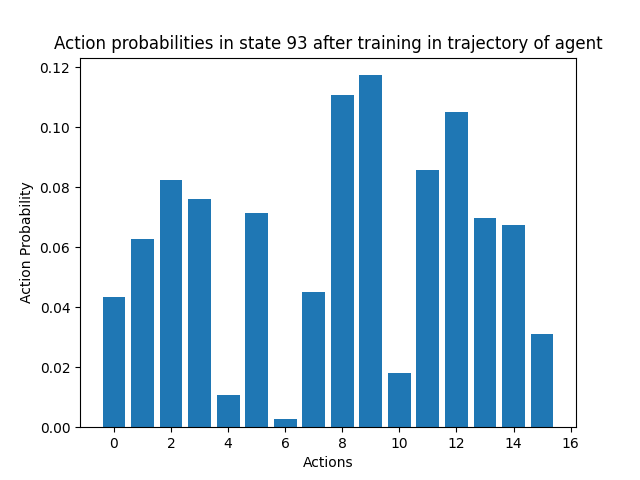 Action probabilities in state 93 after training in trajectory of agent
0.12
0.10
0.08
0.06
0.04
0.02
0.00
Action Probability
0 2 4 6 8 10 12 14 16
Actions